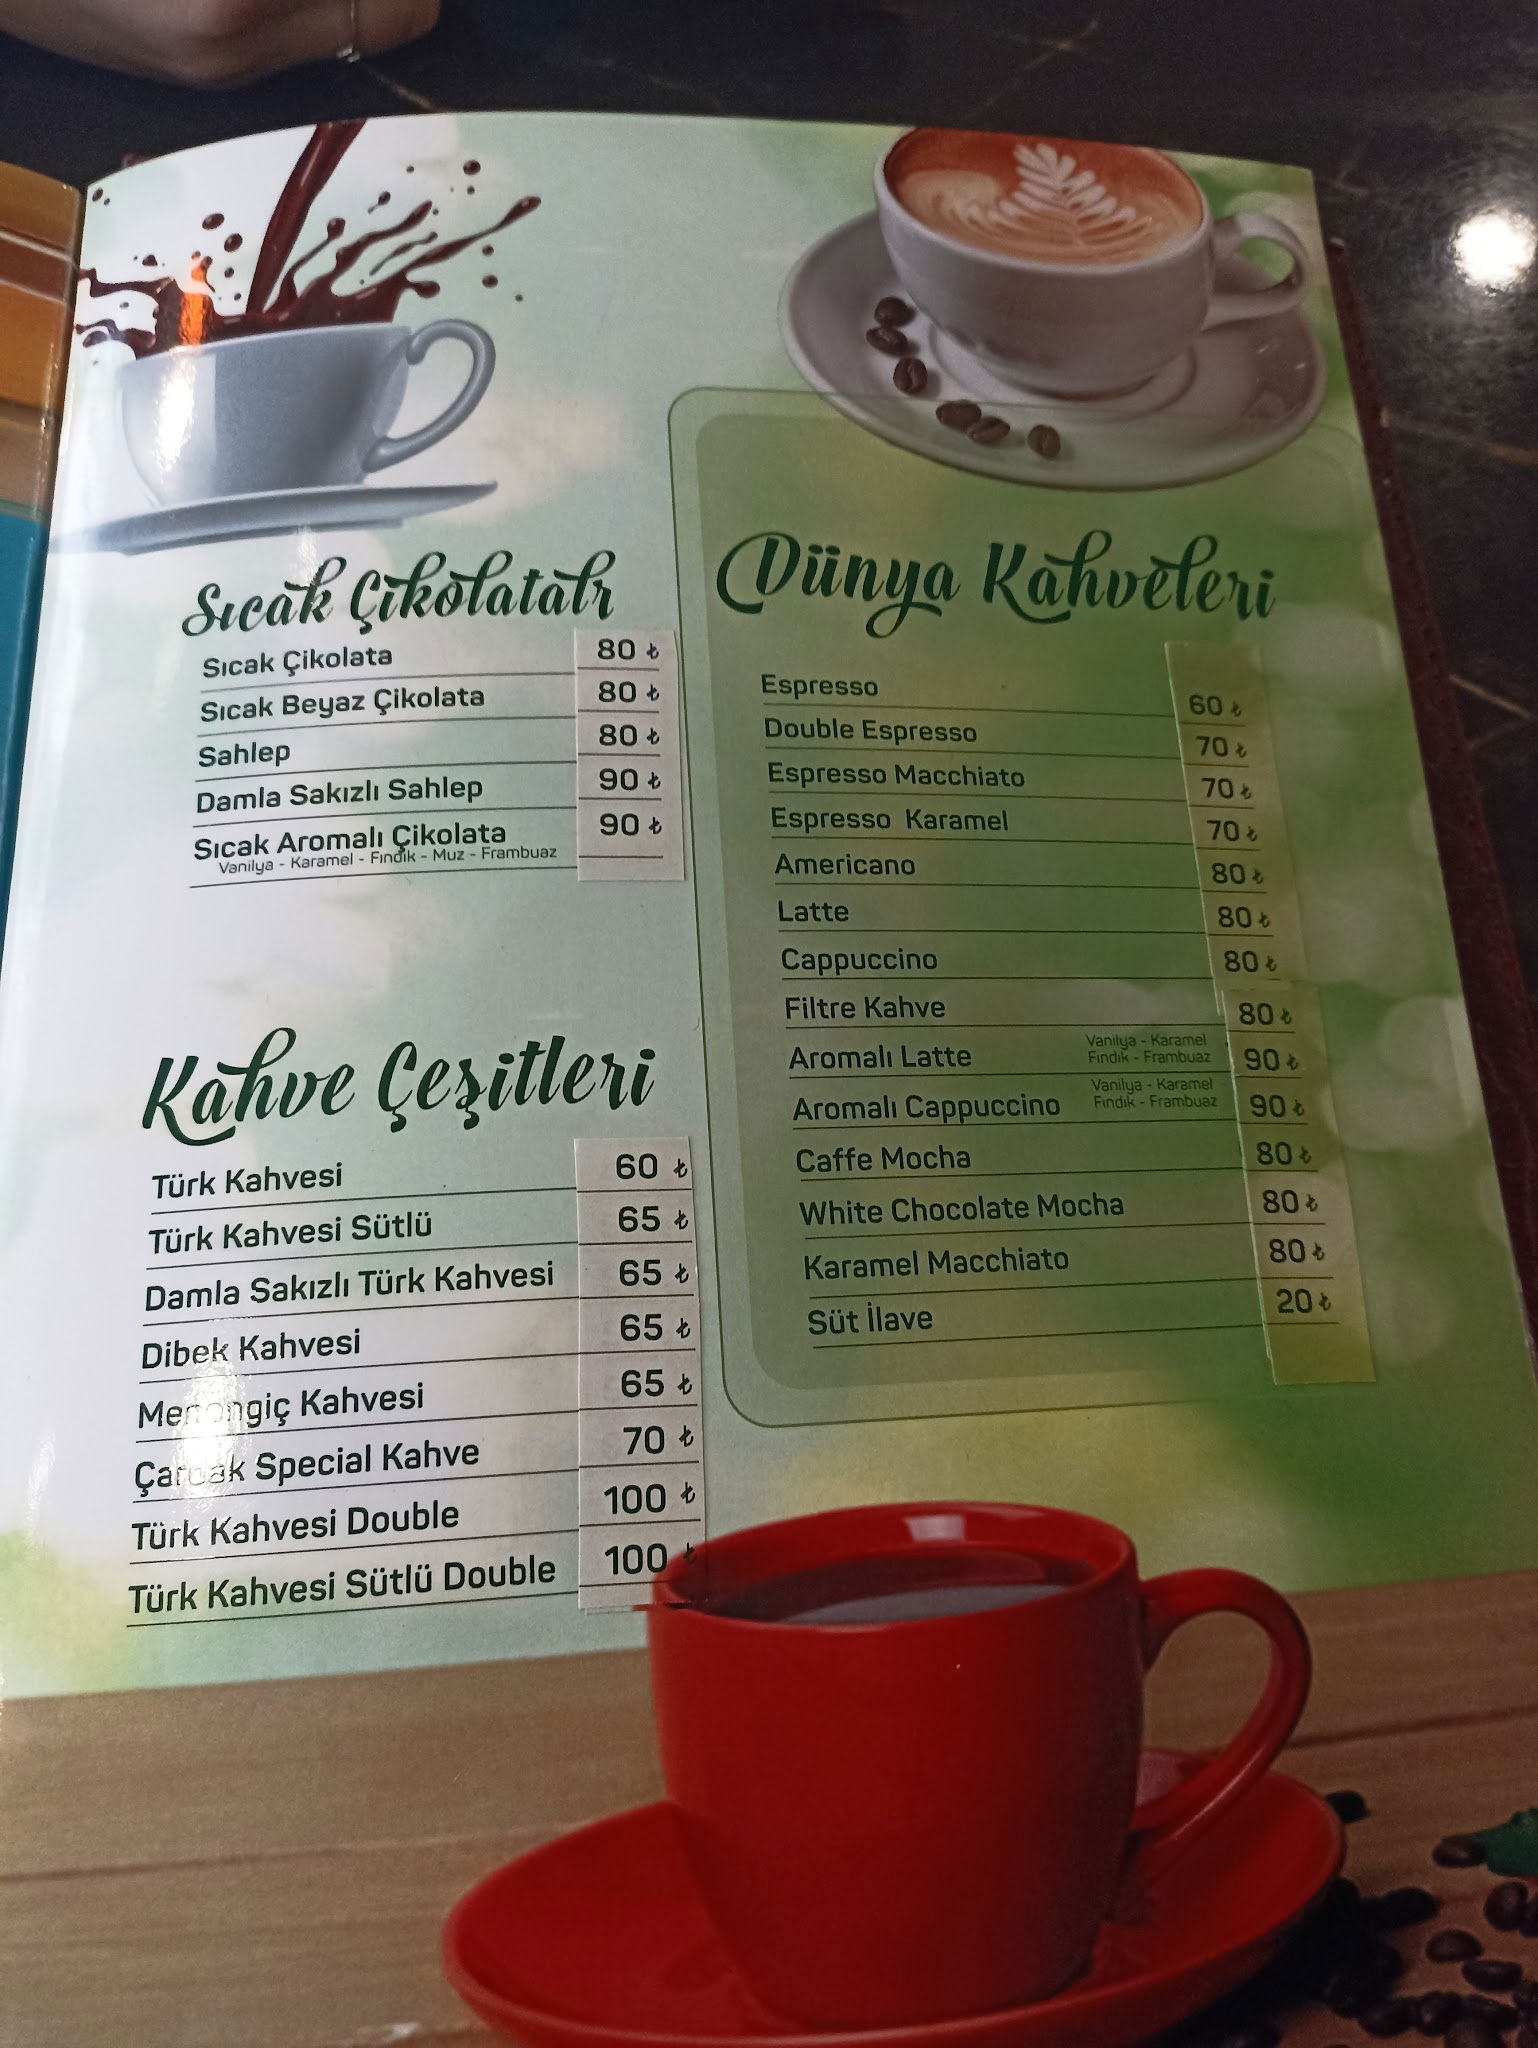 Sıcak Çikolatalr
Sıcak Çikolata 80 ₺
Sıcak Beyaz Çikolata 80 ₺
Sahlep 80 ₺
Damla Sakızlı Sahlep 90 ₺
Sıcak Aromalı Çikolata 90 ₺
Vanilya - Karamel - Fındık - Muz - Frambuaz
Kahve Çeşitleri
Türk Kahvesi 60 ₺
Türk Kahvesi Sütlü 65 ₺
Damla Sakızlı Türk Kahvesi 65 ₺
Dibek Kahvesi 65 ₺
Menengiç Kahvesi 65 ₺
Çardak Special Kahve 70 ₺
Türk Kahvesi Double 100 ₺
Türk Kahvesi Sütlü Double 100 ₺
Dünya Kahveleri
Espresso 60 ₺
Double Espresso 70 ₺
Espresso Macchiato 70 ₺
Espresso Karamel 70 ₺
Americano 80 ₺
Latte 80 ₺
Cappuccino 80 ₺
Filtre Kahve 80 ₺
Aromalı Latte Vanilya - Karamel 90 ₺
Fındık - Frambuaz
Aromalı Cappuccino Vanilya - Karamel 90 ₺
Fındık - Frambuaz
Caffe Mocha 80 ₺
White Chocolate Mocha 80 ₺
Karamel Macchiato 80 ₺
Süt İlave 20 ₺